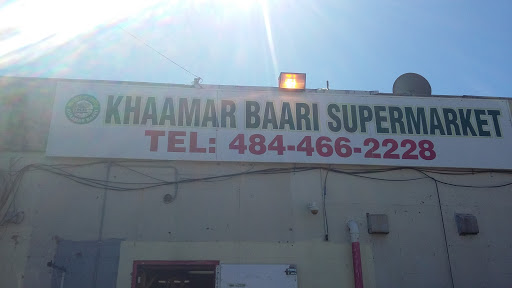 KHAAMAR BAARI SUPERMARKET
TEL: 484-466-2228